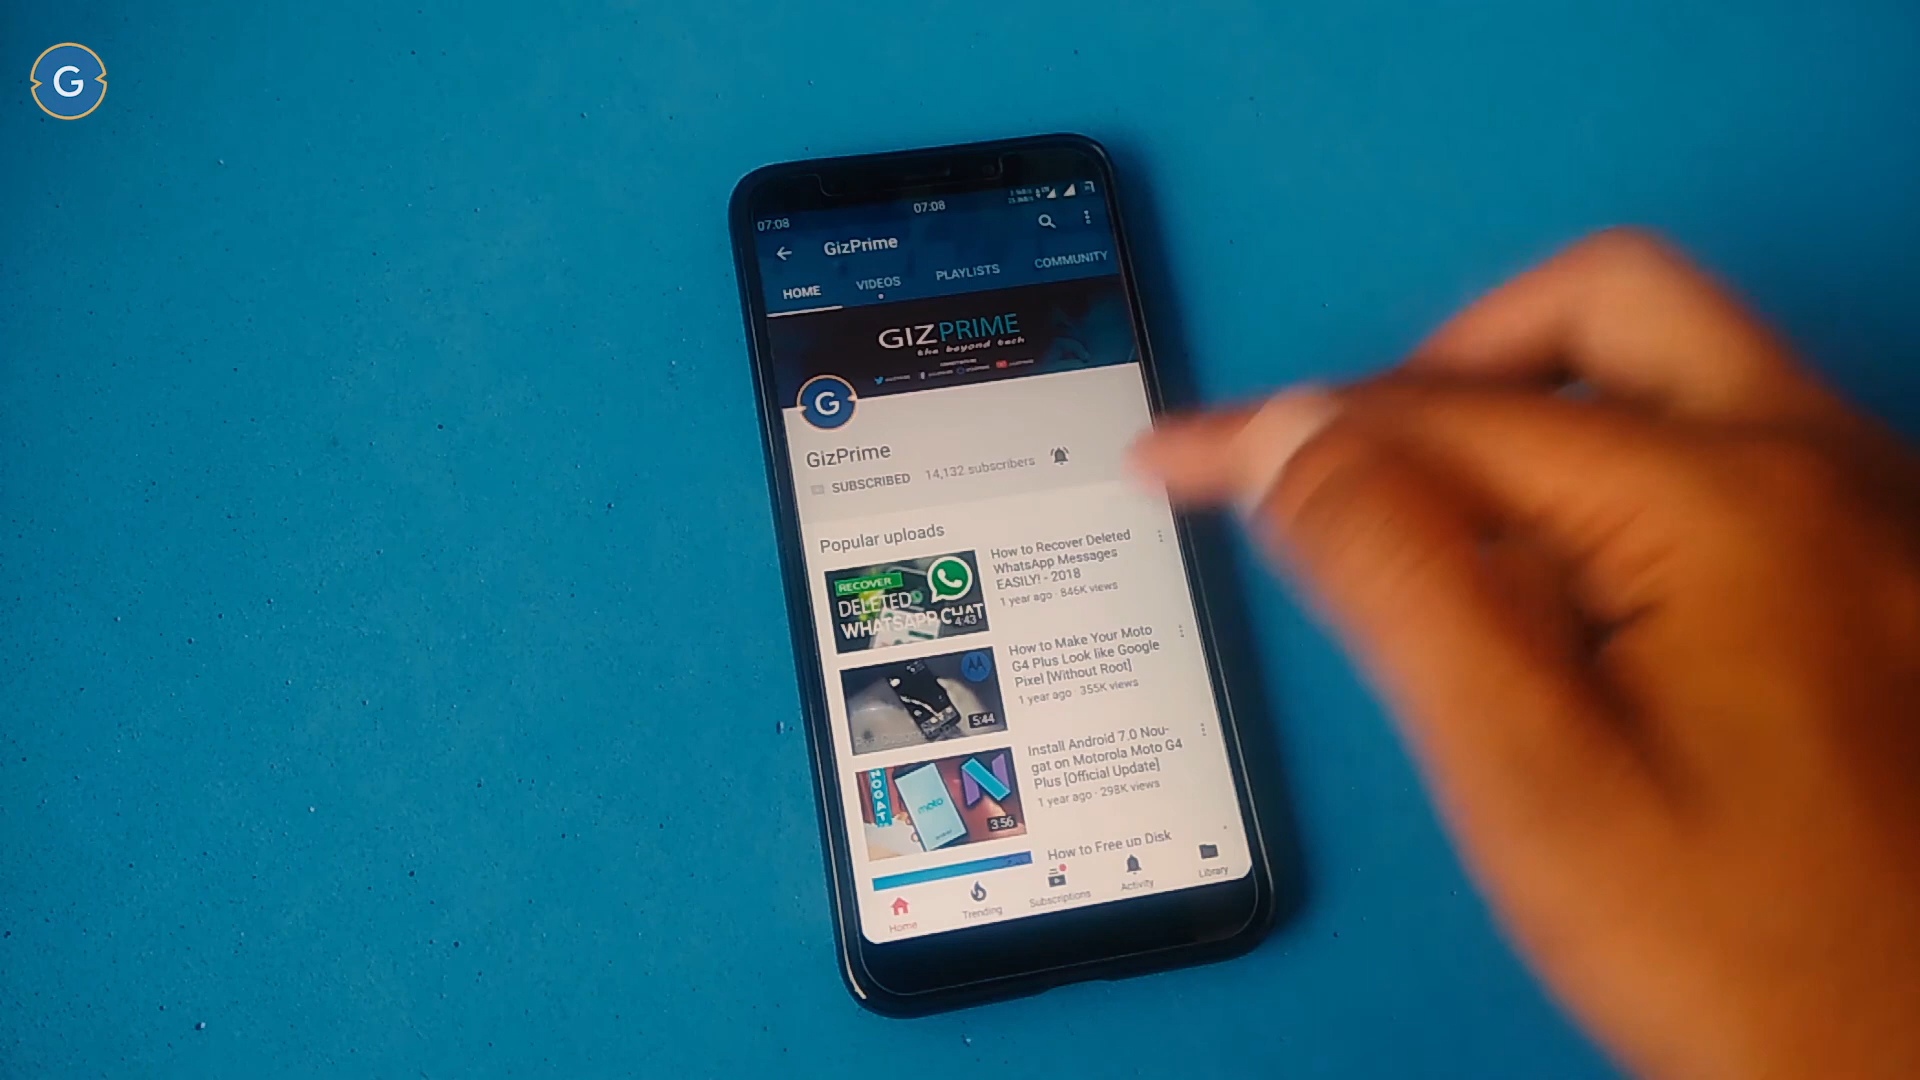 G
07:08
07:08
GizPrime
HOME
VIDEOS
PLAYLISTS
COMMUNITY
GIZPRIME
the beyond tech
G
GizPrime
SUBSCRIBED
14,132 subscribers
Popular uploads
RECOVER
DELETED
WHATSAPP CHAT
4:43
How to Recover Deleted
WhatsApp Messages
EASILY! - 2018
1 year ago · 846K views
5:44
How to Make Your Moto
G4 Plus Look like Google
Pixel [Without Root]
1 year ago · 355K views
moto
3:56
Install Android 7.0 Nou-
gat on Motorola Moto G4
Plus [Official Update]
1 year ago · 298K views
How to Free up Disk
Home
Trending
Subscriptions
Activity
Library